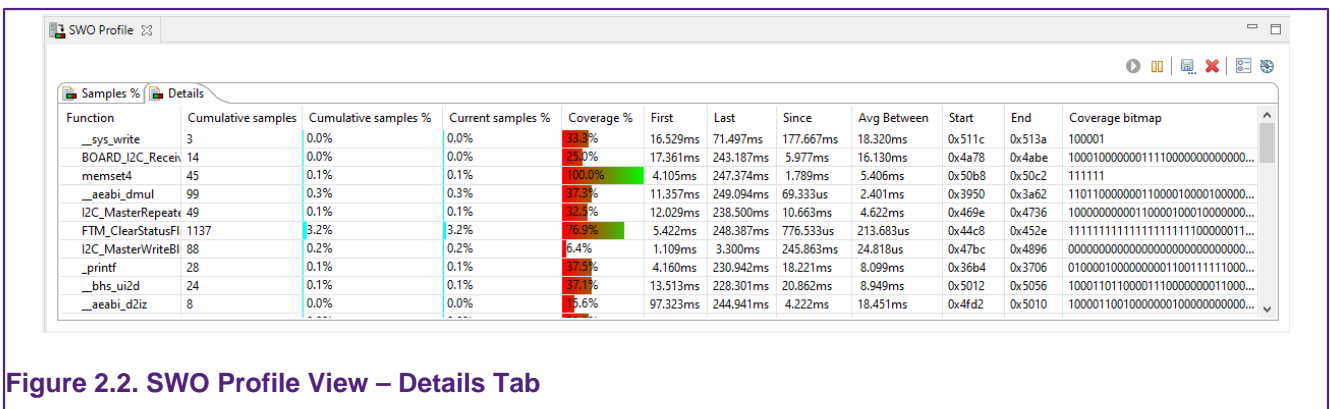 SWO Profile
Samples % Details
Function Cumulative samples Cumulative samples % Current samples % Coverage % First Last Since Avg Between Start End Coverage bitmap
__sys_write 3 0.0% 0.0% 33.3% 16.529ms 71.497ms 177.667ms 18.320ms 0x511c 0x513a 100001
BOARD_I2C_Receiv 14 0.0% 0.0% 25.0% 17.361ms 243.187ms 5.977ms 16.130ms 0x4a78 0x4abe 1000100000001111000000000000...
memset4 45 0.1% 0.1% 100.0% 4.105ms 247.374ms 1.789ms 5.406ms 0x50b8 0x50c2 111111
__aeabi_dmul 99 0.3% 0.3% 37.3% 11.357ms 249.094ms 69.333us 2.401ms 0x3950 0x3a62 1101100000001100001000010000...
I2C_MasterRepeate 49 0.1% 0.1% 32.5% 12.029ms 238.500ms 10.663ms 4.622ms 0x469e 0x4736 1000000000011000010001000000...
FTM_ClearStatusFl 1137 3.2% 3.2% 76.9% 5.422ms 248.387ms 776.533us 213.683us 0x44c8 0x452e 1111111111111111111100000011...
I2C_MasterWriteBl 88 0.2% 0.2% 6.4% 1.109ms 3.300ms 245.863ms 24.818us 0x47bc 0x4896 0000000000000000000000000000...
_printf 28 0.1% 0.1% 37.5% 4.160ms 230.942ms 18.221ms 8.099ms 0x36b4 0x3706 0100001000000001100111111000...
__bhs_ui2d 24 0.1% 0.1% 37.1% 13.513ms 228.301ms 20.862ms 8.949ms 0x5012 0x5056 1000110110000111000000011000...
__aeabi_d2iz 8 0.0% 0.0% 15.6% 97.323ms 244.941ms 4.222ms 18.451ms 0x4fd2 0x5010 1000011001000000010000000000...
Figure 2.2. SWO Profile View – Details Tab